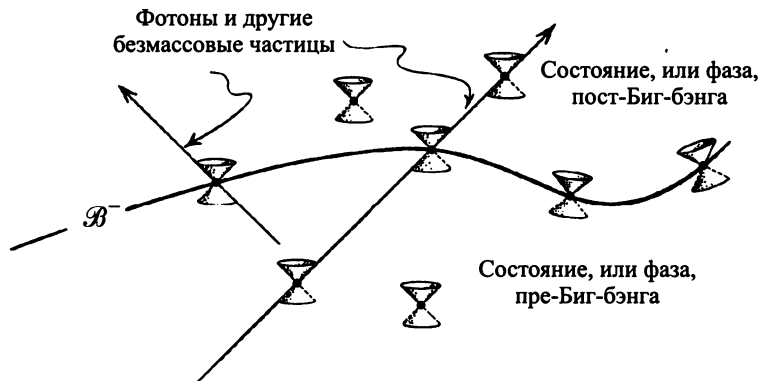 Фотоны и другие
безмассовые частицы
Состояние, или фаза,
пост-Биг-бэнга
ℬ⁻
Состояние, или фаза,
пре-Биг-бэнга